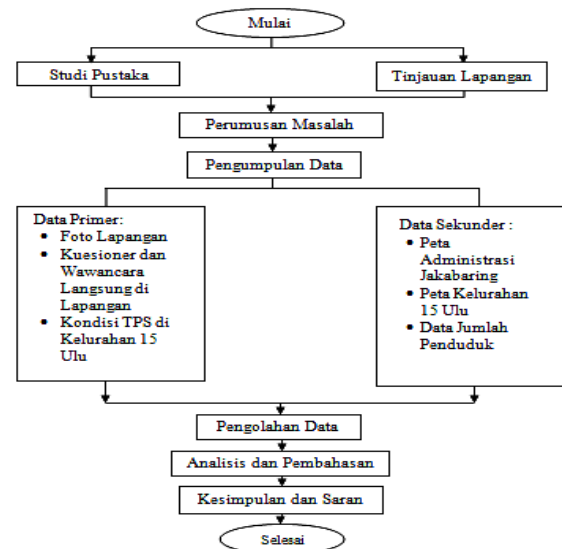 Mulai
Studi Pustaka
Tinjauan Lapangan
Perumusan Masalah
Pengumpulan Data
Data Primer:
• Foto Lapangan
• Kuesioner dan
Wawancara
Langsung di
Lapangan
• Kondisi TPS di
Kelurahan 15
Ulu
Data Sekunder :
• Peta
Administrasi
Jakabaring
• Peta Kelurahan
15 Ulu
• Data Jumlah
Penduduk
Pengolahan Data
Analisis dan Pembahasan
Kesimpulan dan Saran
Selesai